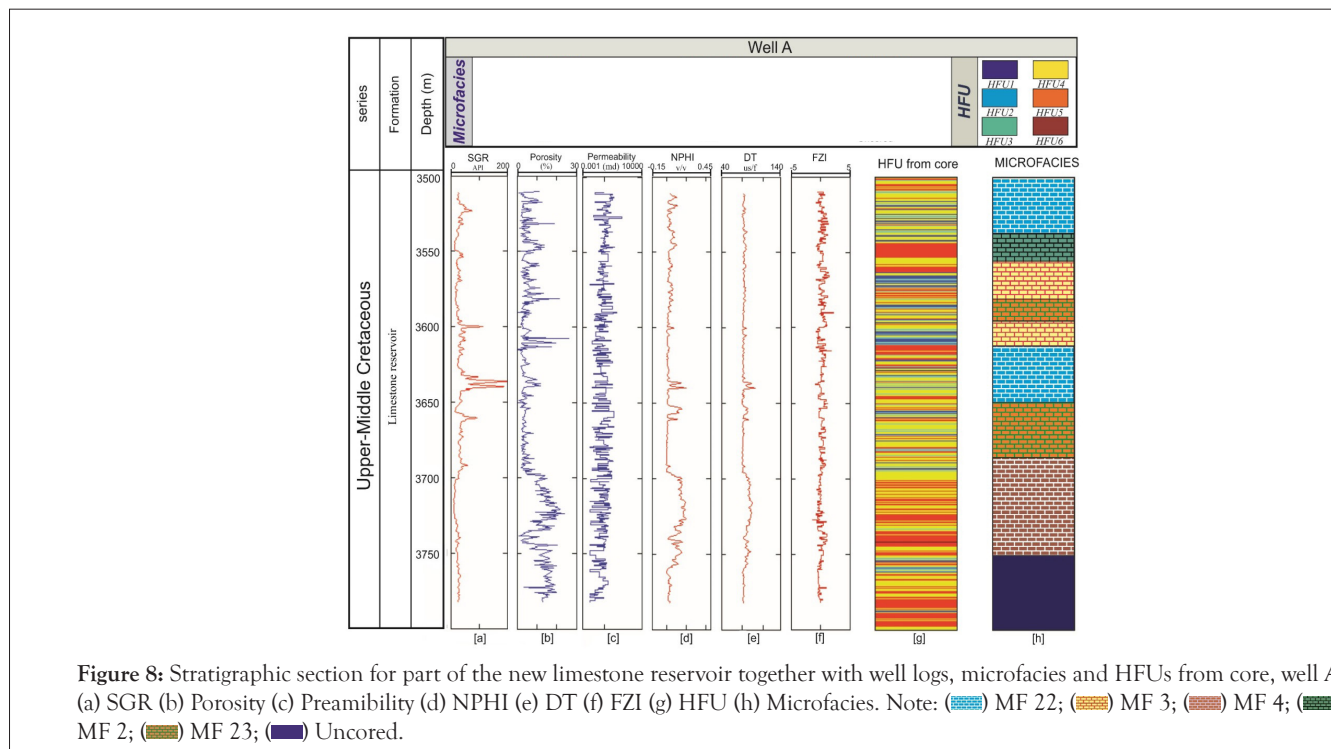 Well A
series
Formation
Depth (m)
Microfacies
HFU
HFU1 HFU4
HFU2 HFU5
HFU3 HFU6
SGR
0 API 200
Porosity
0 (%) 30
Permeability
0.001 (md) 10000
NPHI
-0.15 v/v 0.45
DT
40 us/f 140
FZI
-5 5
HFU from core
MICROFACIES
Upper-Middle Cretaceous
Limestone reservoir
3500
3550
3600
3650
3700
3750
[a] [b] [c] [d] [e] [f] [g] [h]
Figure 8: Stratigraphic section for part of the new limestone reservoir together with well logs, microfacies and HFUs from core, well A
(a) SGR (b) Porosity (c) Preamibility (d) NPHI (e) DT (f) FZI (g) HFU (h) Microfacies. Note: ( ) MF 22; ( ) MF 3; ( ) MF 4; (
MF 2; ( ) MF 23; ( ) Uncored.